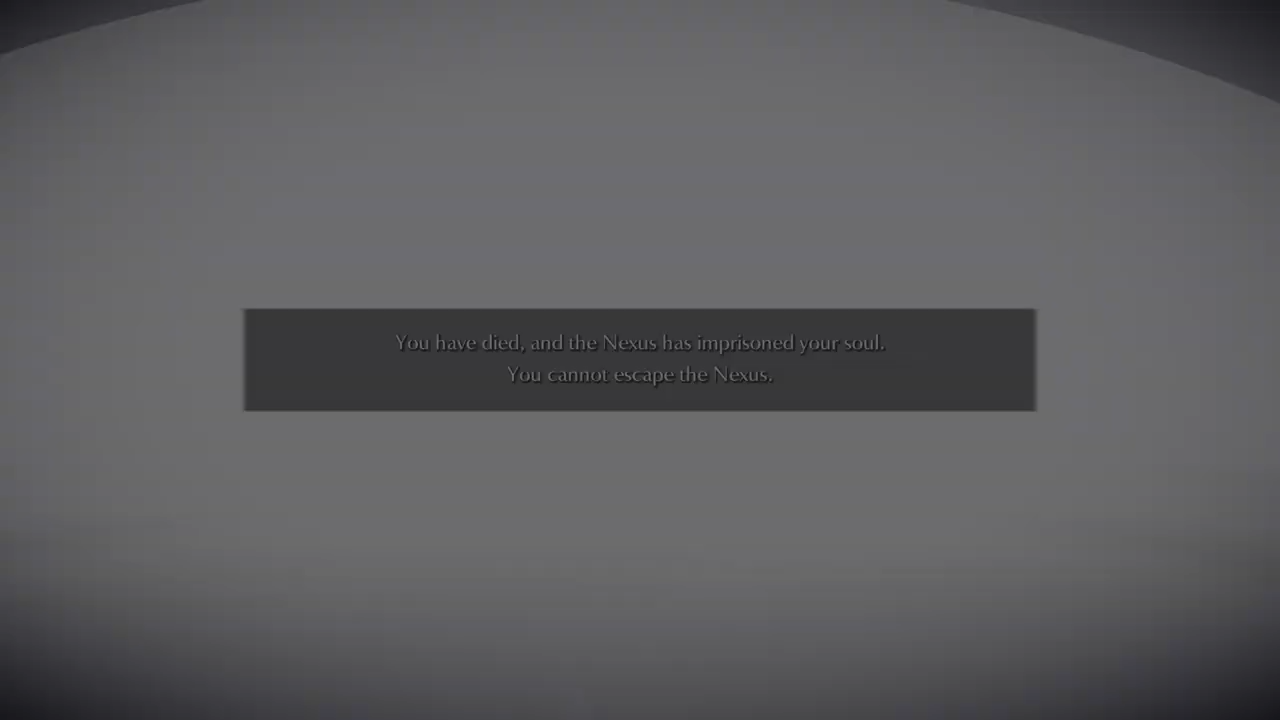 You have died, and the Nexus has imprisoned your soul.
You cannot escape the Nexus.